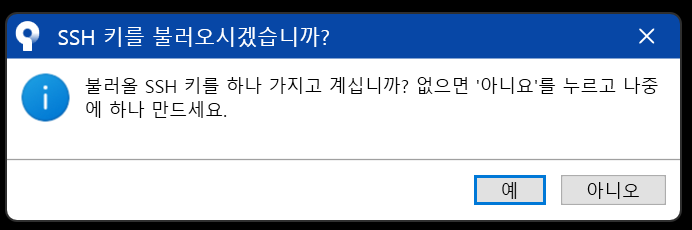 SSH 키를 불러오시겠습니까?
불러올 SSH 키를 하나 가지고 계십니까? 없으면 '아니요'를 누르고 나중
에 하나 만드세요.
예
아니오